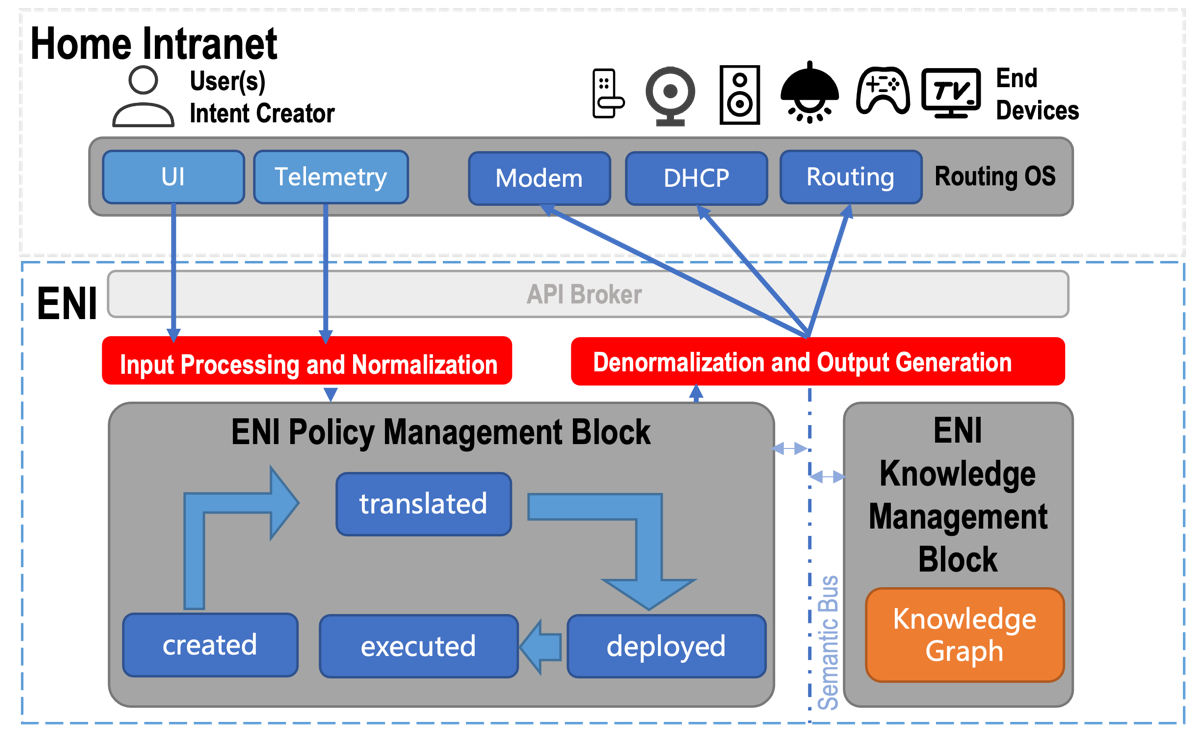 Home Intranet
User(s)
Intent Creator
TV
End
Devices
UI
Telemetry
Modem
DHCP
Routing
Routing OS
ENI
API Broker
Input Processing and Normalization
Denormalization and Output Generation
ENI Policy Management Block
translated
created
executed
deployed
Semantic Bus
ENI
Knowledge
Management
Block
Knowledge
Graph